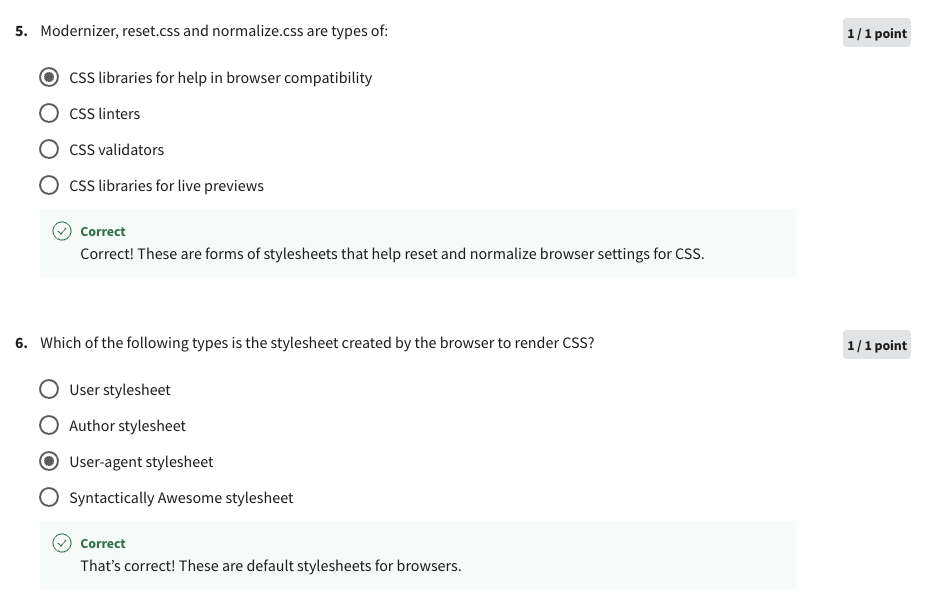 5. Modernizer, reset.css and normalize.css are types of:
1 / 1 point
CSS libraries for help in browser compatibility
CSS linters
CSS validators
CSS libraries for live previews
Correct
Correct! These are forms of stylesheets that help reset and normalize browser settings for CSS.
6. Which of the following types is the stylesheet created by the browser to render CSS?
1 / 1 point
User stylesheet
Author stylesheet
User-agent stylesheet
Syntactically Awesome stylesheet
Correct
That’s correct! These are default stylesheets for browsers.